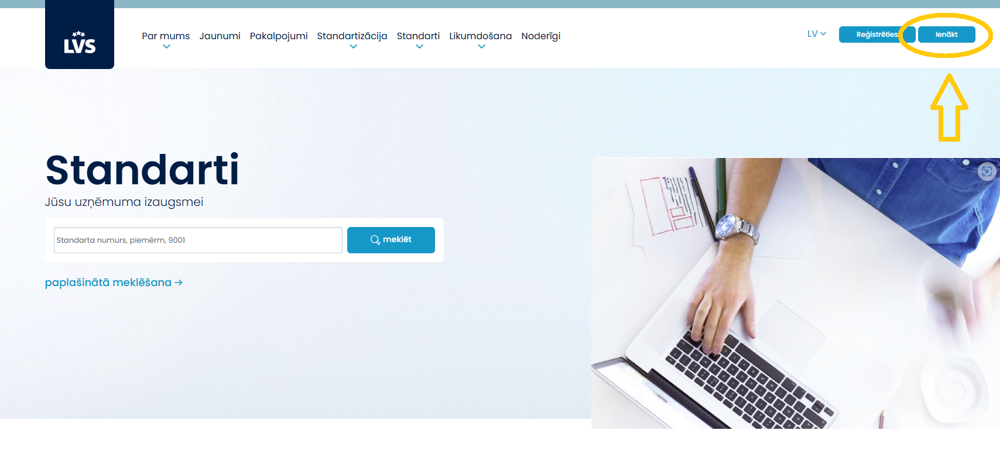 LVS
Par mums Jaunumi Pakalpojumi Standartizācija Standarti Likumdošana Noderīgi
LV Reģistrēties Ienākt
Standarti
Jūsu uzņēmuma izaugsmei
Standarta numurs, piemērm, 9001
meklēt
paplašinātā meklēšana →